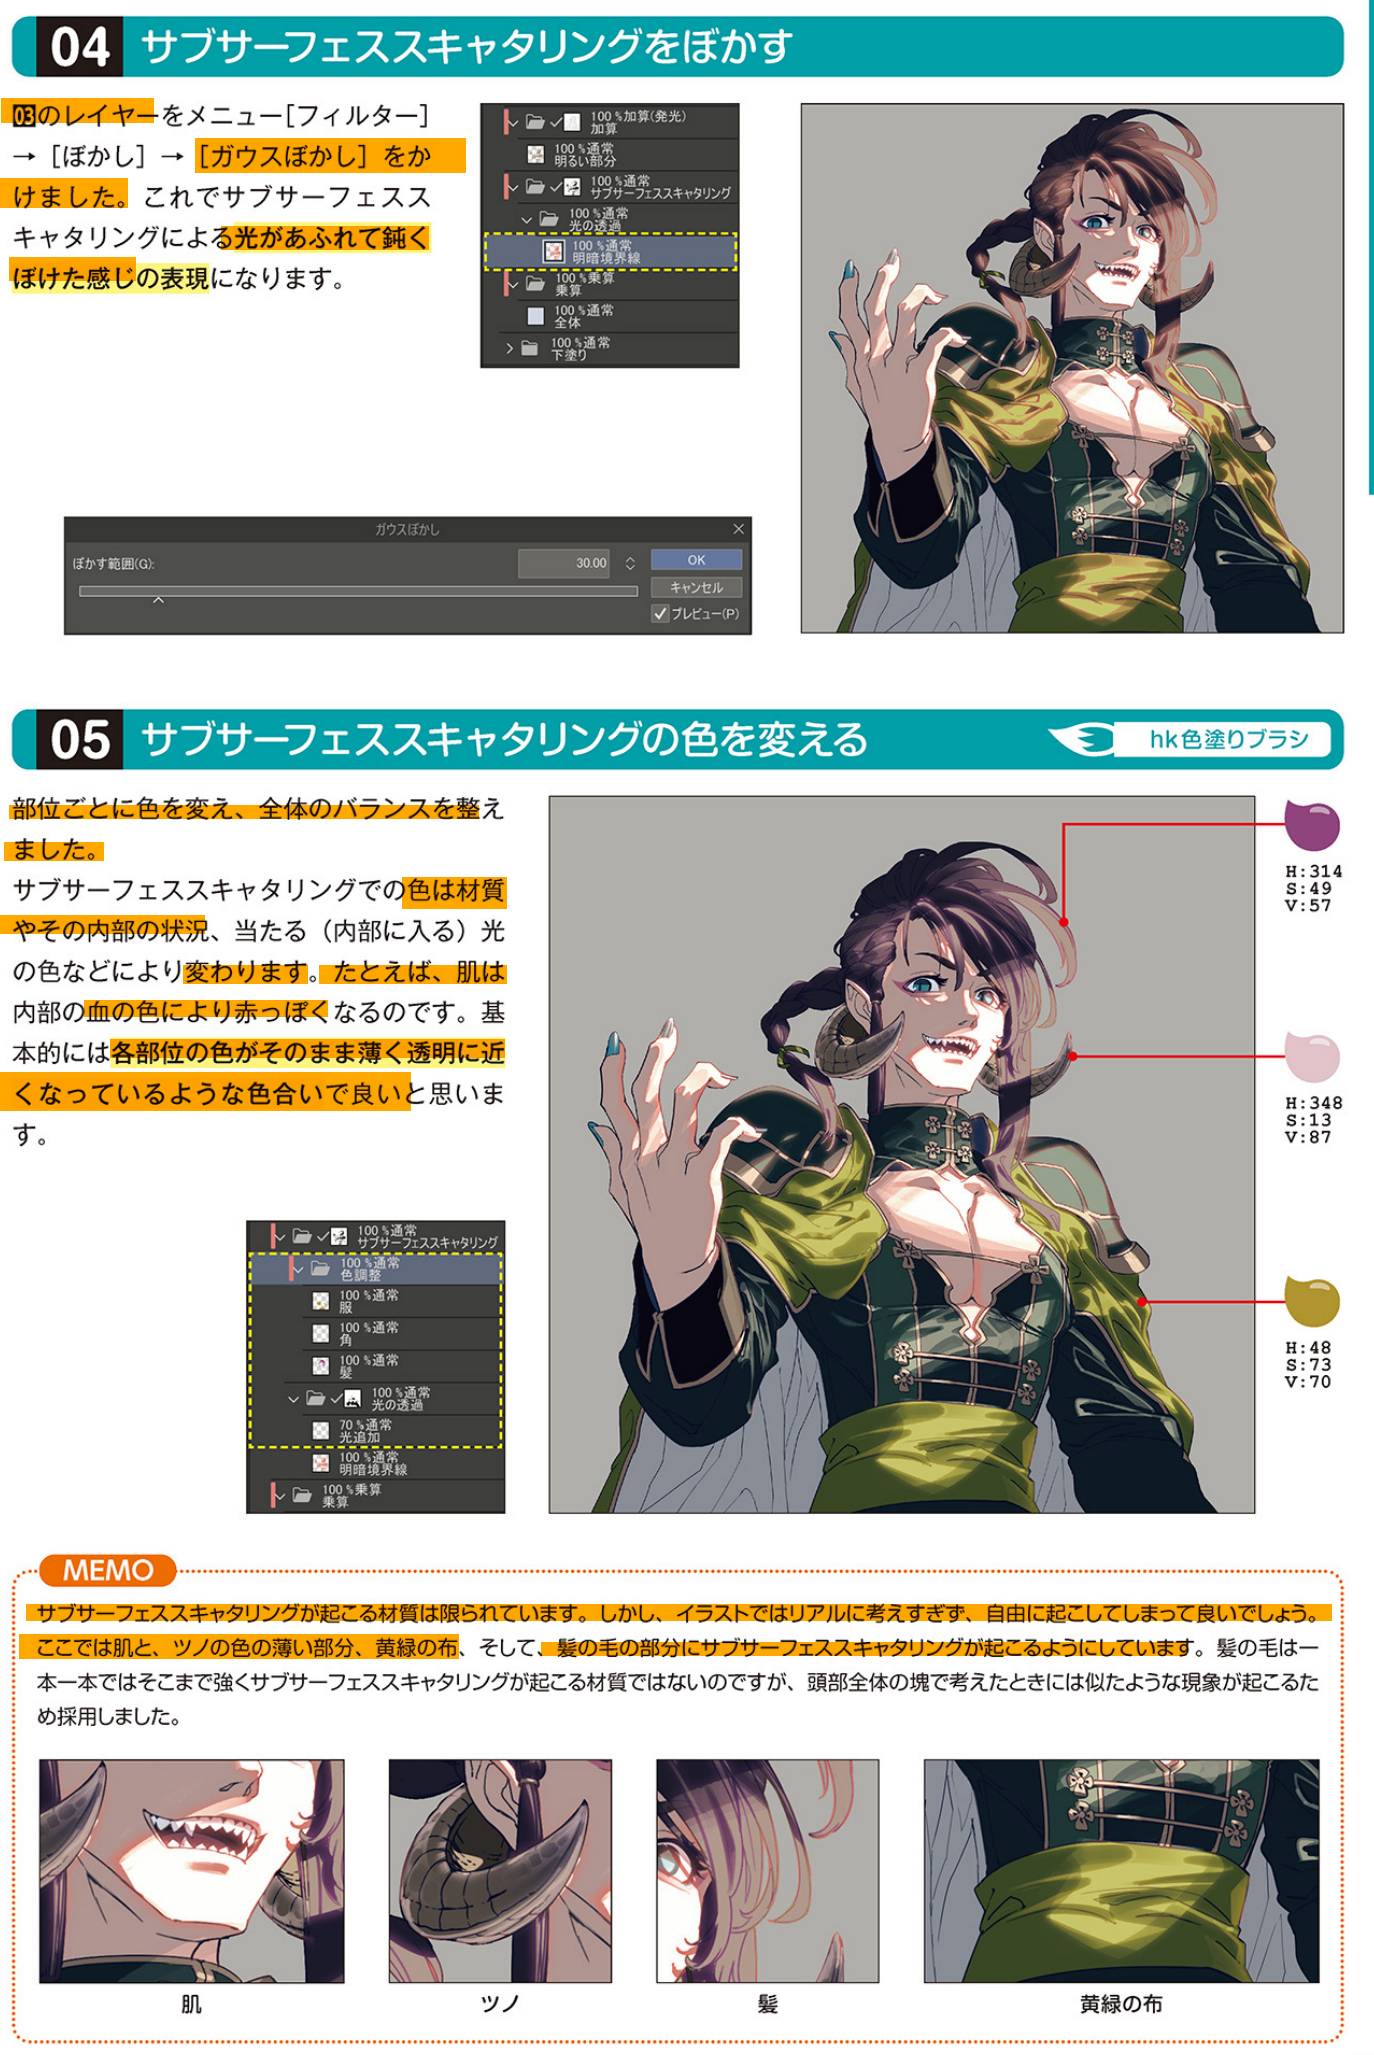 04 サブサーフェススキャタリングをぼかす
03のレイヤーをメニュー[フィルター]
→［ぼかし］→［ガウスぼかし］をか
けました。これでサブサーフェスス
キャタリングによる光があふれて鈍く
ぼけた感じの表現になります。
100 %加算(発光)
加算
100 %通常
明るい部分
100 %通常
サブサーフェススキャタリング
100 %通常
光の透過
100 %通常
明暗境界線
100 %乗算
乗算
100 %通常
全体
100 %通常
下塗り
ガウスぼかし
ぼかす範囲(G):
30.00
OK
キャンセル
プレビュー(P)
05 サブサーフェススキャタリングの色を変える
hk色塗りブラシ
部位ごとに色を変え、全体のバランスを整え
ました。
サブサーフェススキャタリングでの色は材質
やその内部の状況、当たる（内部に入る）光
の色などにより変わります。たとえば、肌は
内部の血の色により赤っぽくなるのです。基
本的には各部位の色がそのまま薄く透明に近
くなっているような色合いで良いと思いま
す。
H:314
S:49
V:57
H:348
S:13
V:87
H:48
S:73
V:70
100 %通常
サブサーフェススキャタリング
100 %通常
色調整
100 %通常
服
100 %通常
角
100 %通常
髪
100 %通常
光の透過
70 %通常
光追加
100 %通常
明暗境界線
100 %乗算
乗算
MEMO
サブサーフェススキャタリングが起こる材質は限られています。しかし、イラストではリアルに考えすぎず、自由に起こしてしまって良いでしょう。
ここでは肌と、ツノの色の薄い部分、黄緑の布、そして、髪の毛の部分にサブサーフェススキャタリングが起こるようにしています。髪の毛は一
本一本ではそこまで強くサブサーフェススキャタリングが起こる材質ではないのですが、頭部全体の塊で考えたときには似たような現象が起こるた
め採用しました。
肌
ツノ
髪
黄緑の布